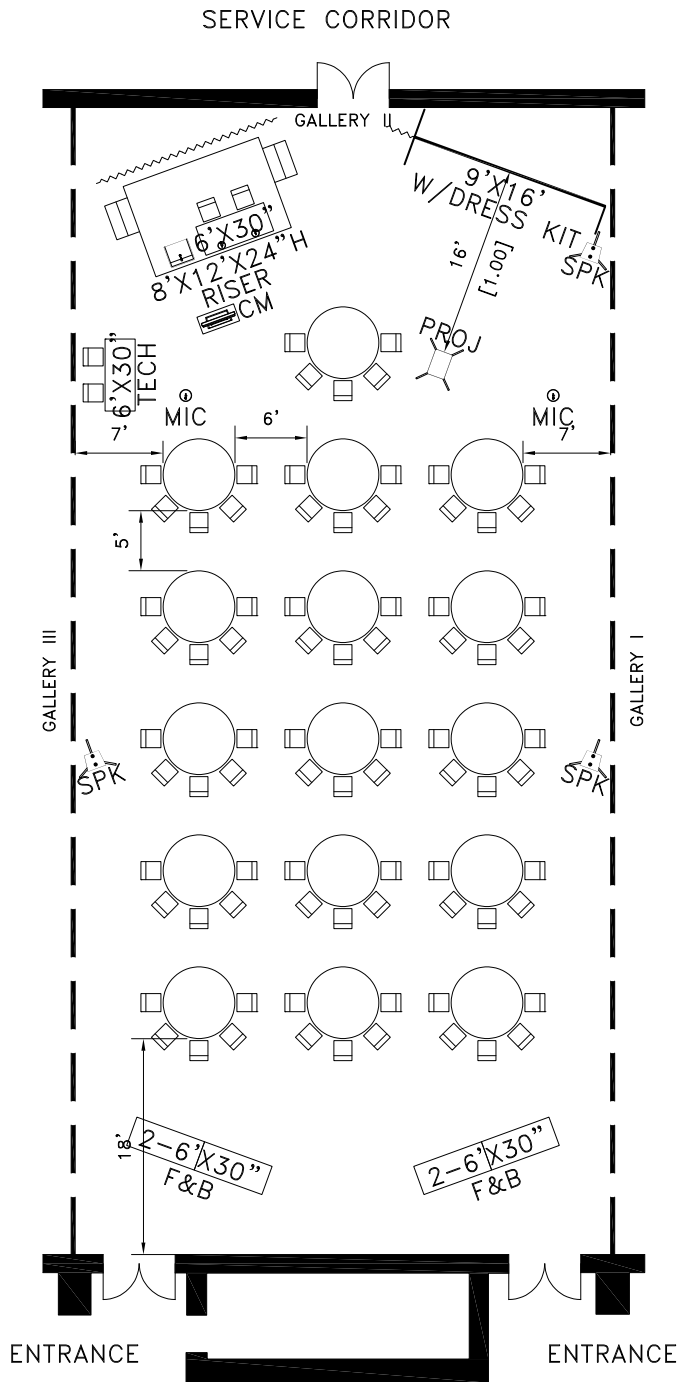 SERVICE CORRIDOR
GALLERY II
9'X16'
W/DRESS KIT
SPK
16'
[1.00]
6'X30"
8'X12'X24"H
RISER
CM
PROJ
6'X30"
TECH
MIC
MIC
7'
6'
7'
5'
GALLERY III
GALLERY I
SPK
SPK
18'
2-6'X30"
F&B
2-6'X30"
F&B
ENTRANCE
ENTRANCE